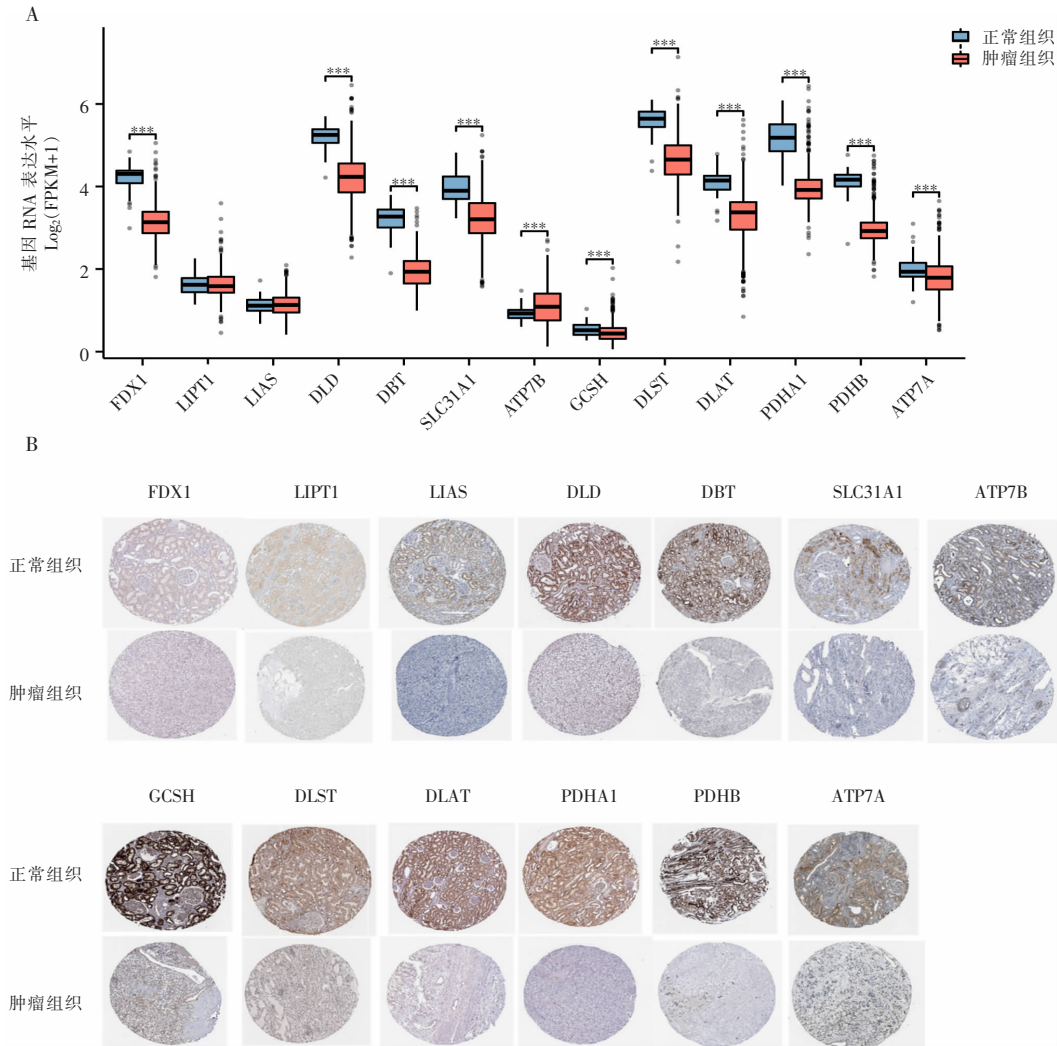 A
正常组织
肿瘤组织
基因 RNA 表达水平
Log₂(FPKM+1)
6
4
2
0
***
***
***
***
***
***
***
***
***
***
***
FDX1
LIPT1
LIAS
DLD
DBT
SLC31A1
ATP7B
GCSH
DLST
DLAT
PDHA1
PDHB
ATP7A
B
FDX1 LIPT1 LIAS DLD DBT SLC31A1 ATP7B
正常组织
肿瘤组织
GCSH DLST DLAT PDHA1 PDHB ATP7A
正常组织
肿瘤组织